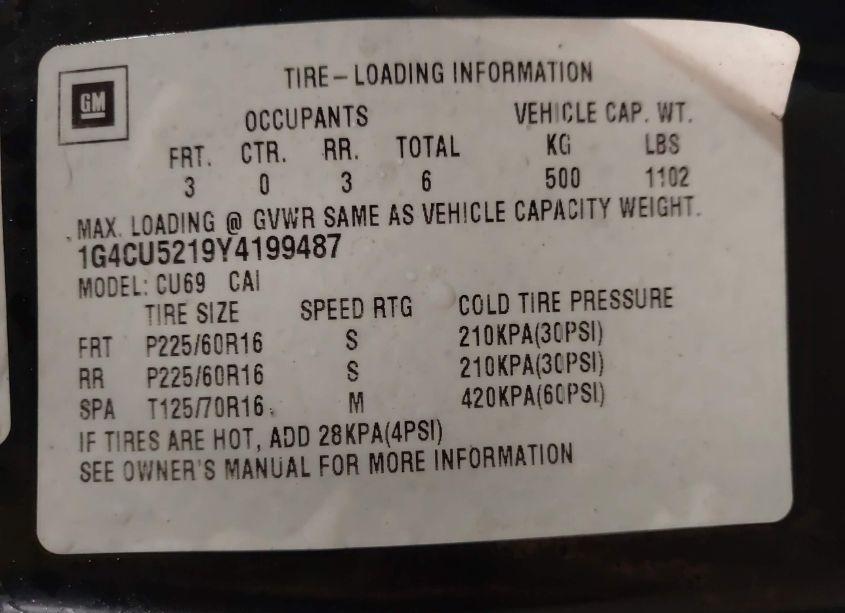 GM
TIRE-LOADING INFORMATION
OCCUPANTS VEHICLE CAP. WT.
FRT. CTR. RR. TOTAL KG LBS
3 0 3 6 500 1102
MAX. LOADING @ GVWR SAME AS VEHICLE CAPACITY WEIGHT.
1G4CU5219Y4199487
MODEL: CU69 CAI
TIRE SIZE SPEED RTG COLD TIRE PRESSURE
FRT P225/60R16 S 210KPA(30PSI)
RR P225/60R16 S 210KPA(30PSI)
SPA T125/70R16 M 420KPA(60PSI)
IF TIRES ARE HOT, ADD 28KPA(4PSI)
SEE OWNER'S MANUAL FOR MORE INFORMATION